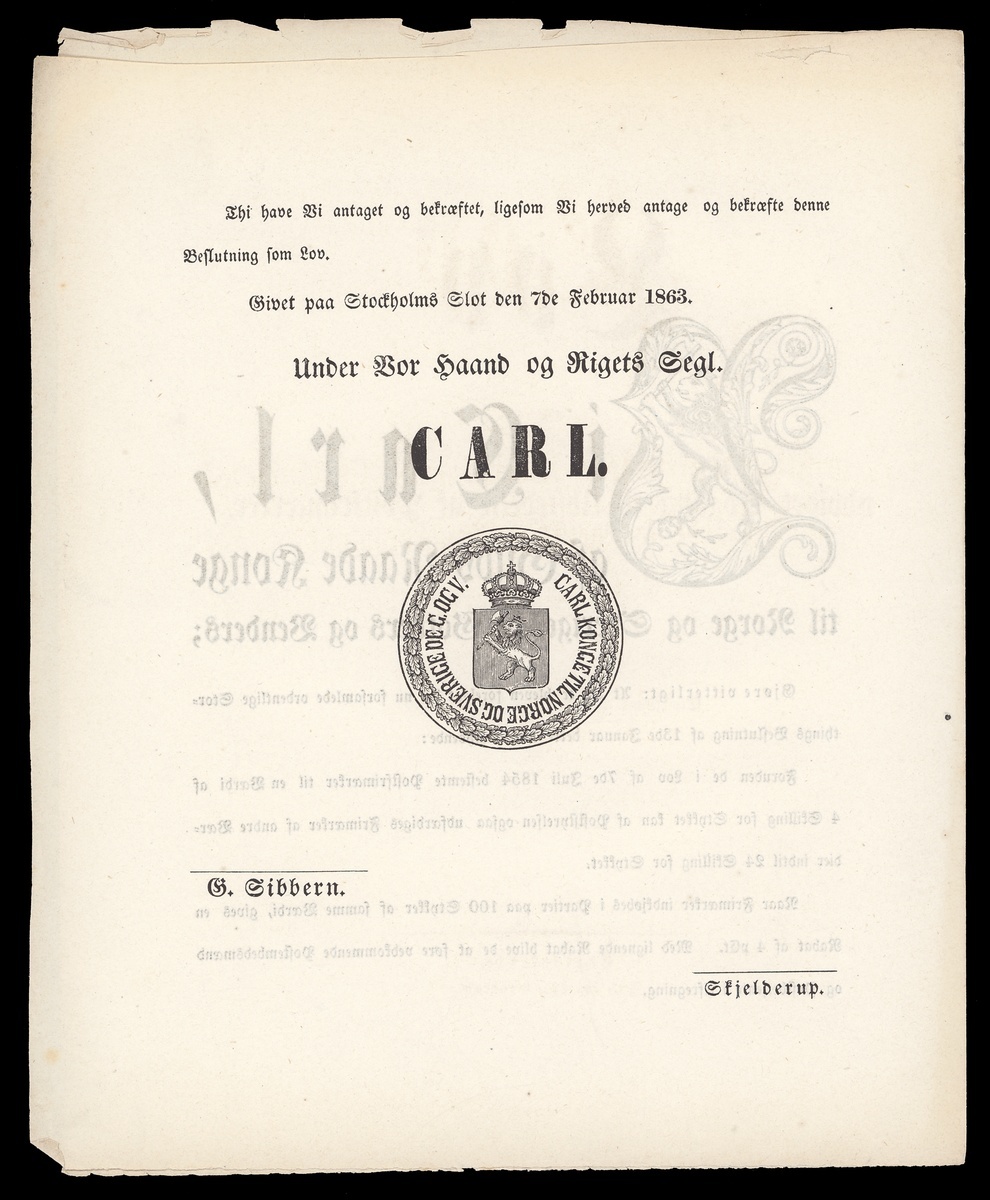 Thi have Vi antaget og bekræftet, ligesom Vi herved antage og bekræfte denne
Beslutning som Lov.
Givet paa Stockholms Slot den 7de Februar 1863.
Under Vor Haand og Rigets Segl.
CARL.
CARL KONGE TIL NORGE OG SVERIGE DE G. OG V.
G. Sibbern.
Skjelderup.